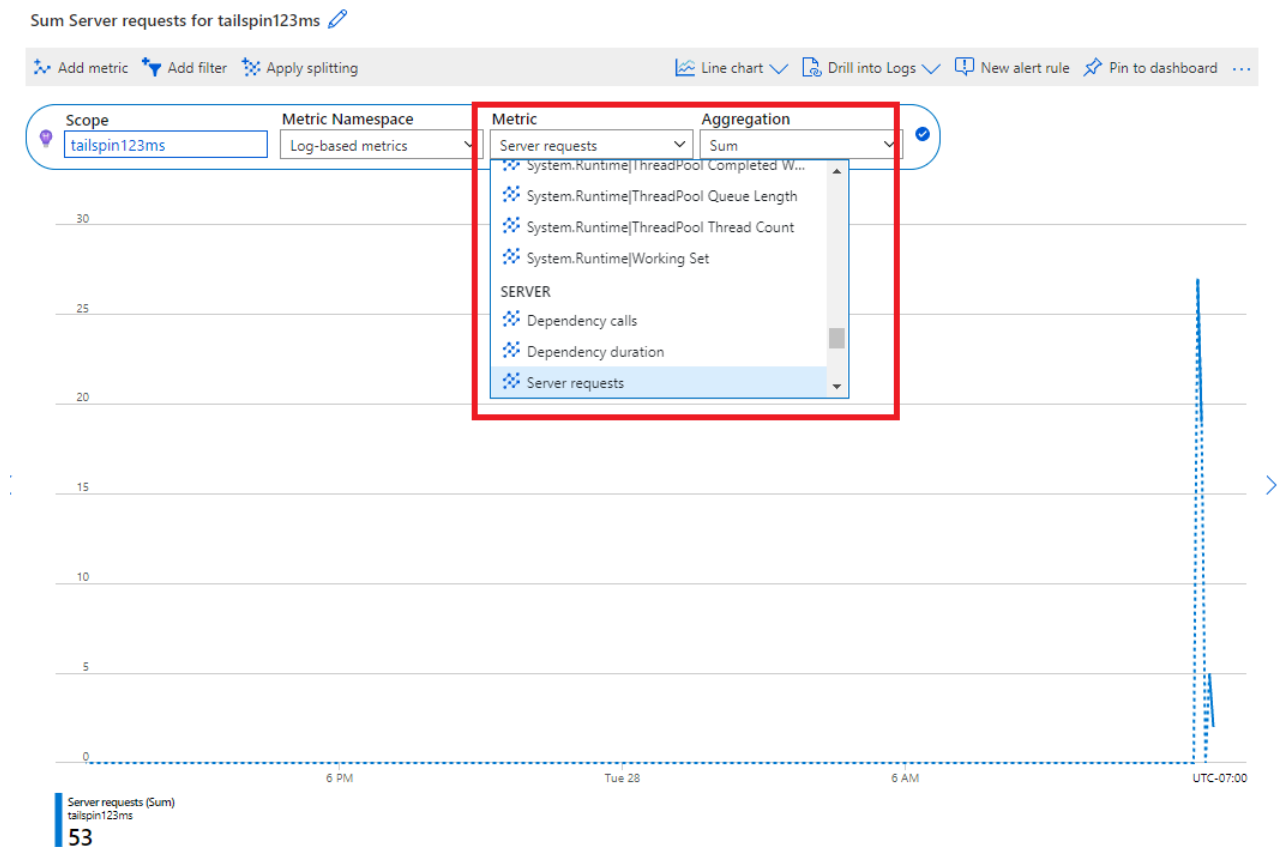 Sum Server requests for tailspin123ms
Add metric Add filter Apply splitting Line chart Drill into Logs New alert rule Pin to dashboard ...
Scope Metric Namespace Metric Aggregation
tailspin123ms Log-based metrics Server requests Sum
System.Runtime|ThreadPool Completed W...
System.Runtime|ThreadPool Queue Length
System.Runtime|ThreadPool Thread Count
System.Runtime|Working Set
SERVER
Dependency calls
Dependency duration
Server requests
30
25
20
15
10
5
0
6 PM Tue 28 6 AM UTC-07:00
Server requests (Sum)
tailspin123ms
53